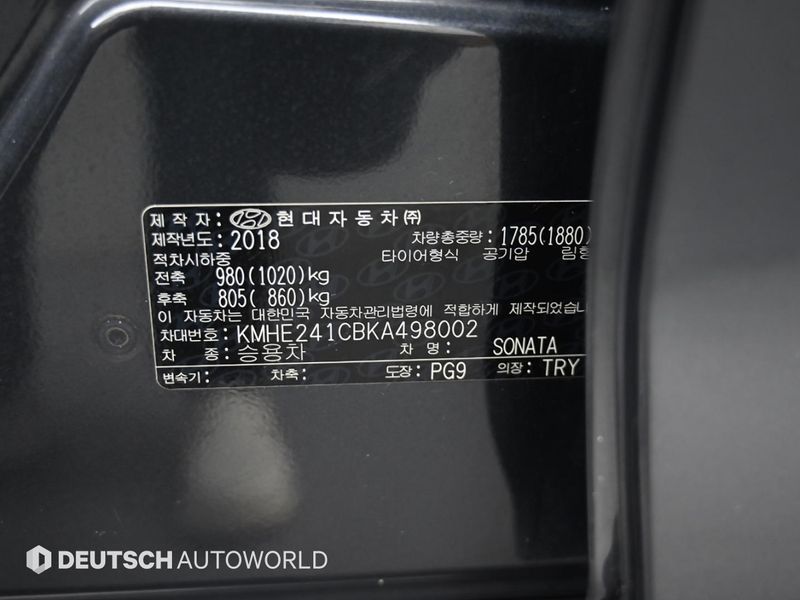 제작자: 현대자동차㈜
제작년도: 2018 차량총중량: 1785(1880)
적차시하중 타이어형식 공기압 림형
전축 980(1020)kg
후축 805( 860)kg
이 자동차는 대한민국 자동차관리법령에 적합하게 제작되었습니
차대번호: KMHE241CBKA498002
차 종: 승용차 차 명: SONATA
변속기: 차축: 도장: PG9 의장: TRY
DEUTSCH AUTOWORLD